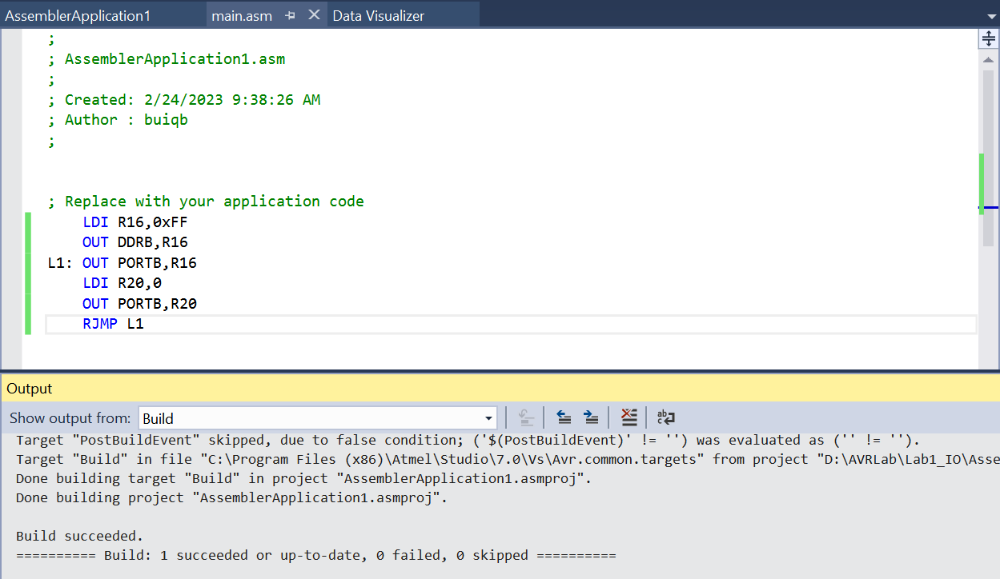 AssemblerApplication1 main.asm Data Visualizer
;
; AssemblerApplication1.asm
;
; Created: 2/24/2023 9:38:26 AM
; Author : buiqb
;
; Replace with your application code
LDI R16,0xFF
OUT DDRB,R16
L1: OUT PORTB,R16
LDI R20,0
OUT PORTB,R20
RJMP L1
Output
Show output from: Build
Target "PostBuildEvent" skipped, due to false condition; ('$(PostBuildEvent)' != '') was evaluated as ('' != '').
Target "Build" in file "C:\Program Files (x86)\Atmel\Studio\7.0\Vs\Avr.common.targets" from project "D:\AVRLab\Lab1_IO\Asse
Done building target "Build" in project "AssemblerApplication1.asmproj".
Done building project "AssemblerApplication1.asmproj".
Build succeeded.
========== Build: 1 succeeded or up-to-date, 0 failed, 0 skipped ==========